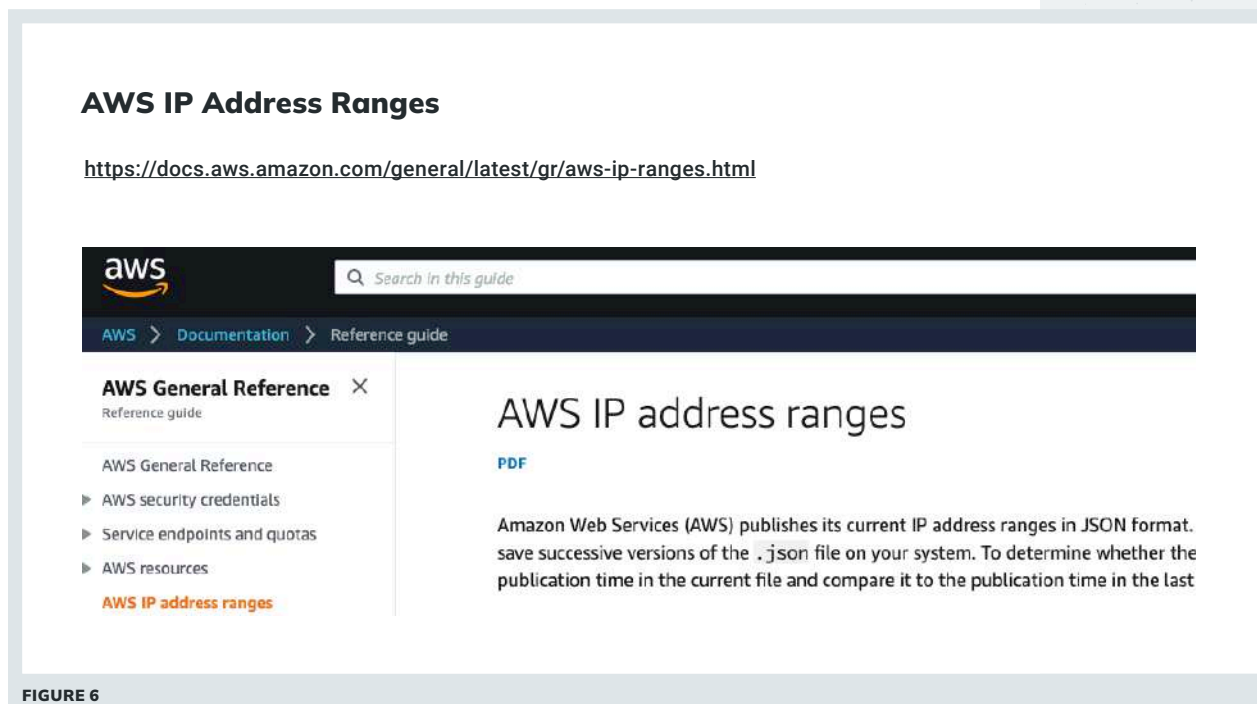 AWS IP Address Ranges
https://docs.aws.amazon.com/general/latest/gr/aws-ip-ranges.html
aws
Search in this guide
AWS > Documentation > Reference guide
AWS General Reference ×
Reference guide
AWS General Reference
AWS security credentials
Service endpoints and quotas
AWS resources
AWS IP address ranges
AWS IP address ranges
PDF
Amazon Web Services (AWS) publishes its current IP address ranges in JSON format.
save successive versions of the .json file on your system. To determine whether the
publication time in the current file and compare it to the publication time in the last
FIGURE 6